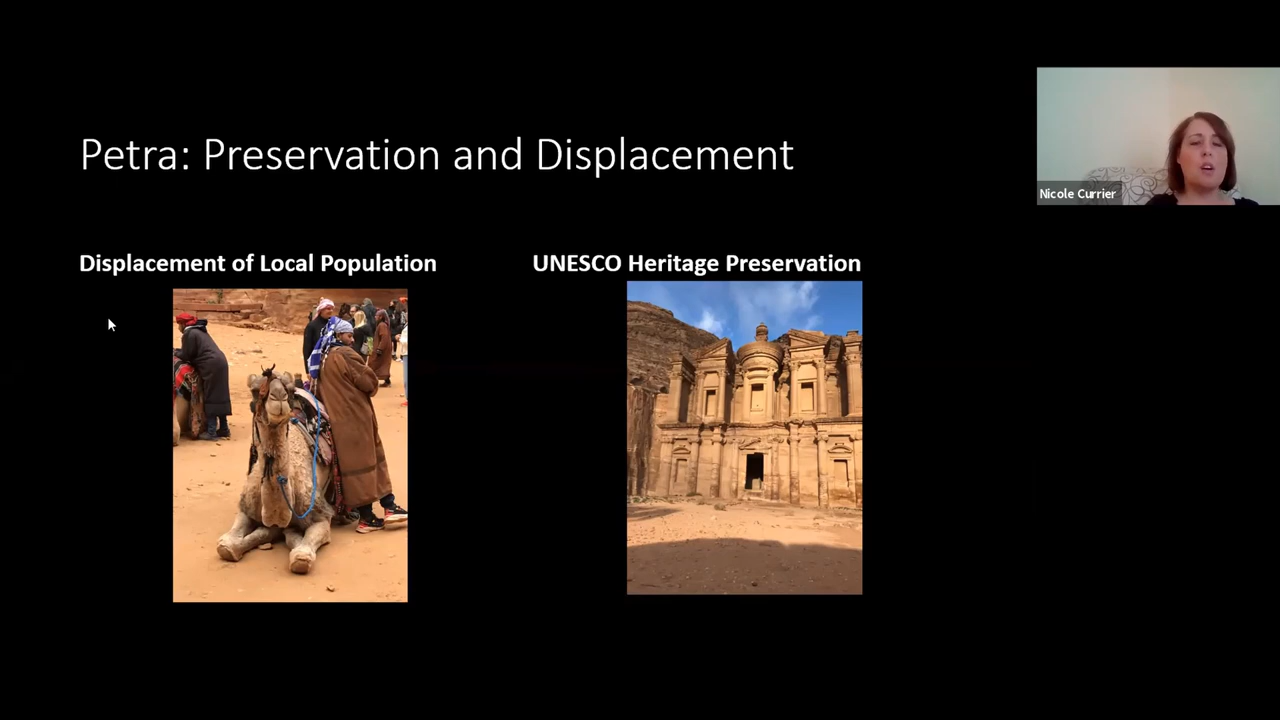 Petra: Preservation and Displacement
Nicole Currier
Displacement of Local Population
UNESCO Heritage Preservation